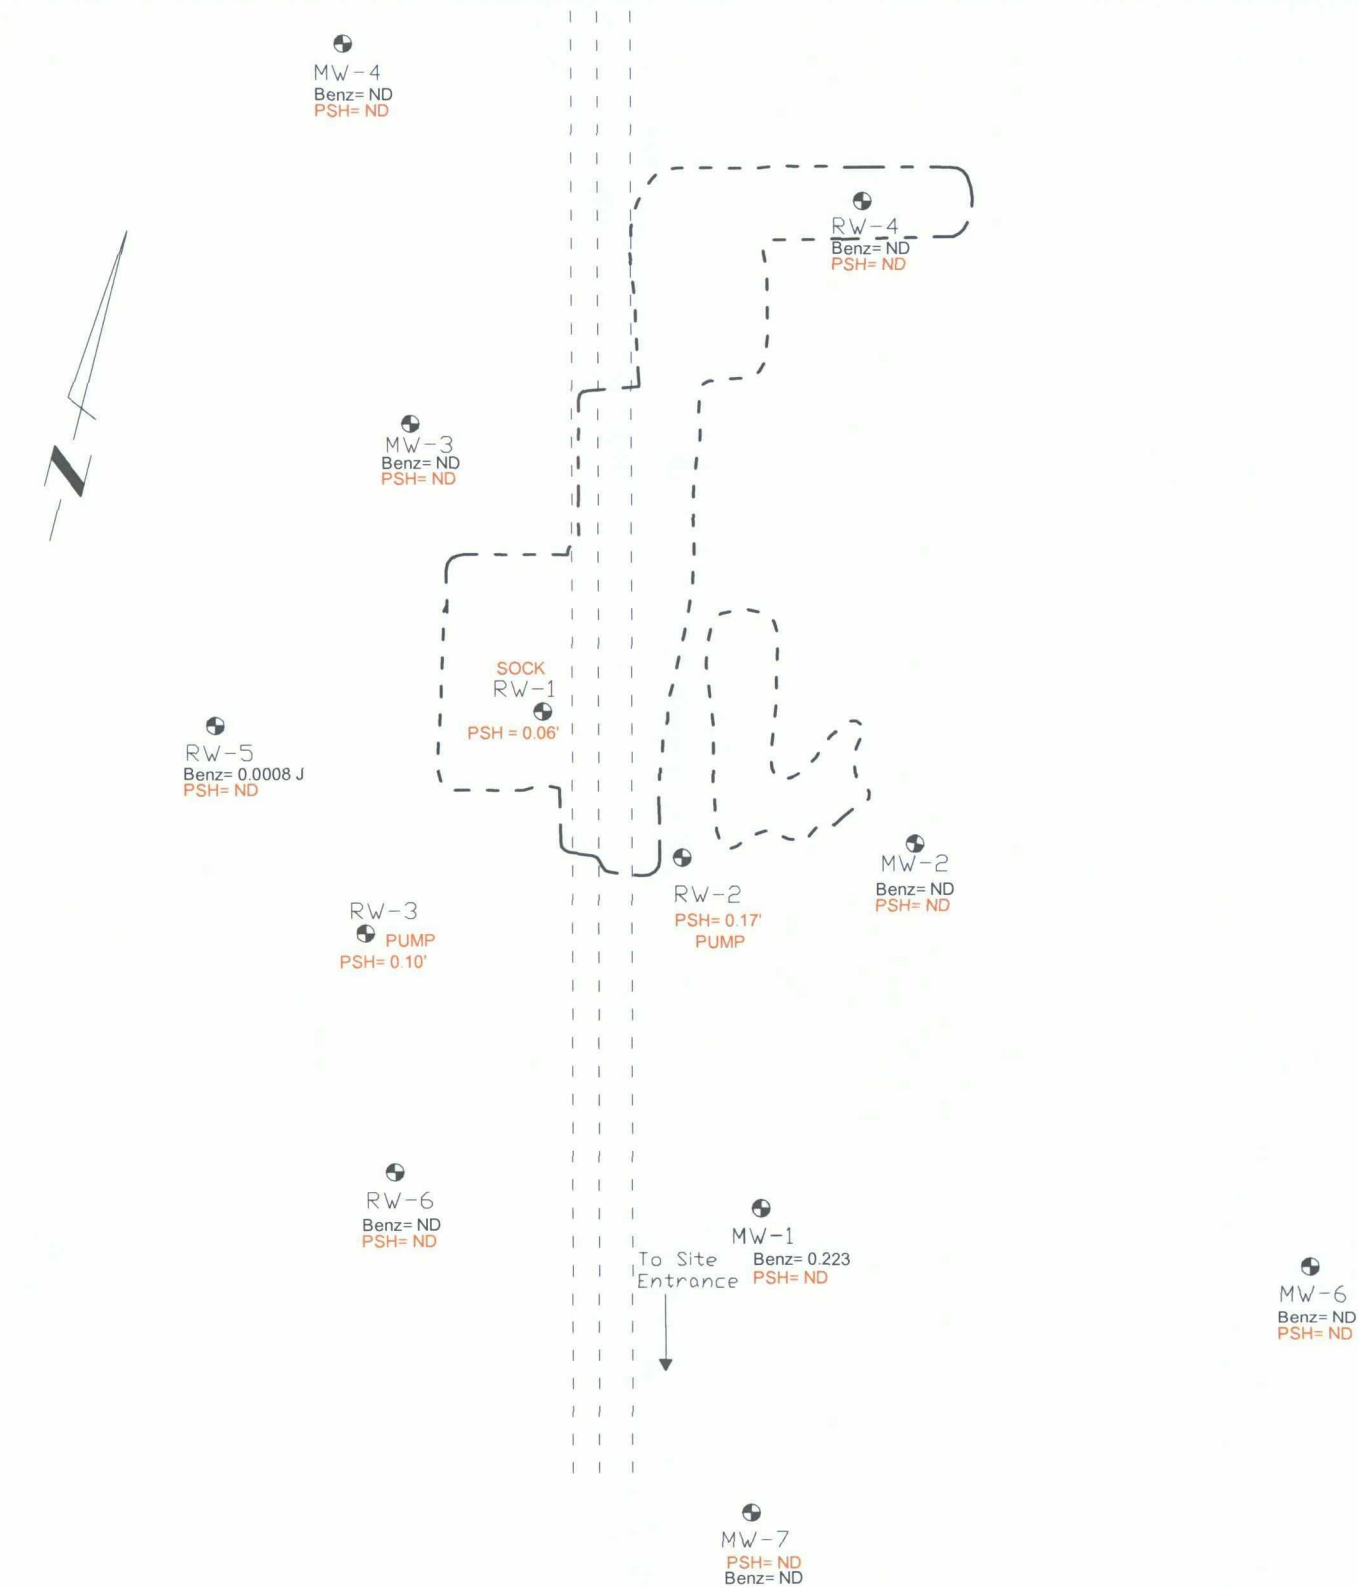 MW-4
Benz= ND
PSH= ND
RW-4
Benz= ND
PSH= ND
N
MW-3
Benz= ND
PSH= ND
SOCK
RW-1
PSH = 0.06'
RW-5
Benz= 0.0008 J
PSH= ND
MW-2
Benz= ND
PSH= ND
RW-2
PSH= 0.17'
PUMP
RW-3
PUMP
PSH= 0.10'
RW-6
Benz= ND
PSH= ND
MW-1
Benz= 0.223
PSH= ND
To Site
Entrance
MW-6
Benz= ND
PSH= ND
MW-7
PSH= ND
Benz= ND